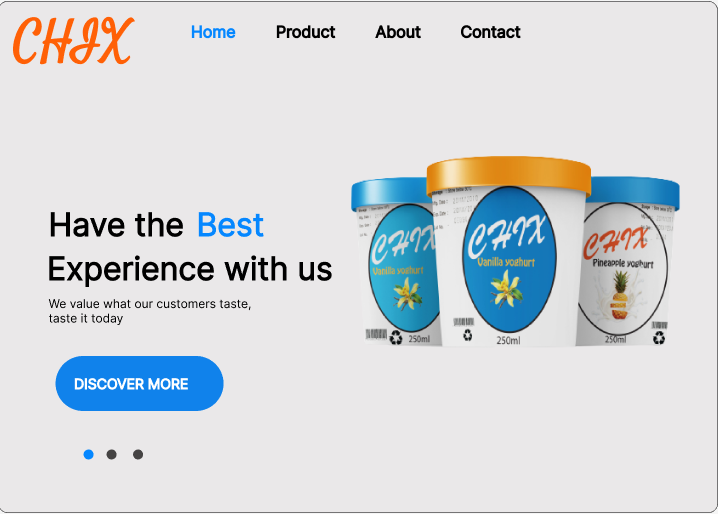 CHIX
Home Product About Contact
Have the Best
Experience with us
We value what our customers taste,
taste it today
DISCOVER MORE
CHIX
Vanilla yoghurt
CHIX
Vanilla yoghurt
250ml
CHIX
Pineapple yoghurt
250ml